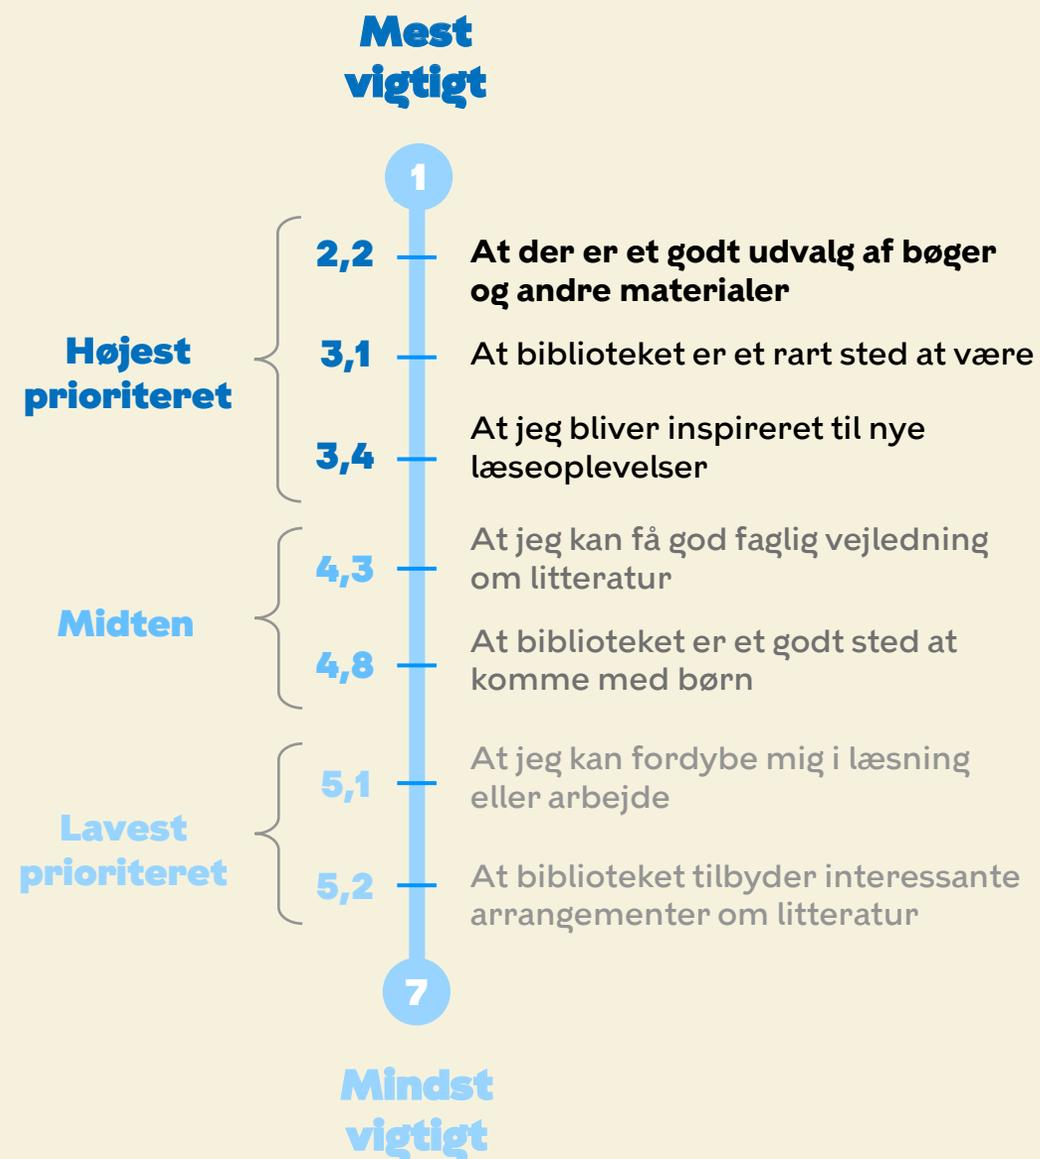 Mest
vigtigt
1
2,2
At der er et godt udvalg af bøger
og andre materialer
Højest
prioriteret
3,1
At biblioteket er et rart sted at være
3,4
At jeg bliver inspireret til nye
læseoplevelser
4,3
At jeg kan få god faglig vejledning
om litteratur
Midten
4,8
At biblioteket er et godt sted at
komme med børn
5,1
At jeg kan fordybe mig i læsning
eller arbejde
Lavest
prioriteret
5,2
At biblioteket tilbyder interessante
arrangementer om litteratur
7
Mindst
vigtigt